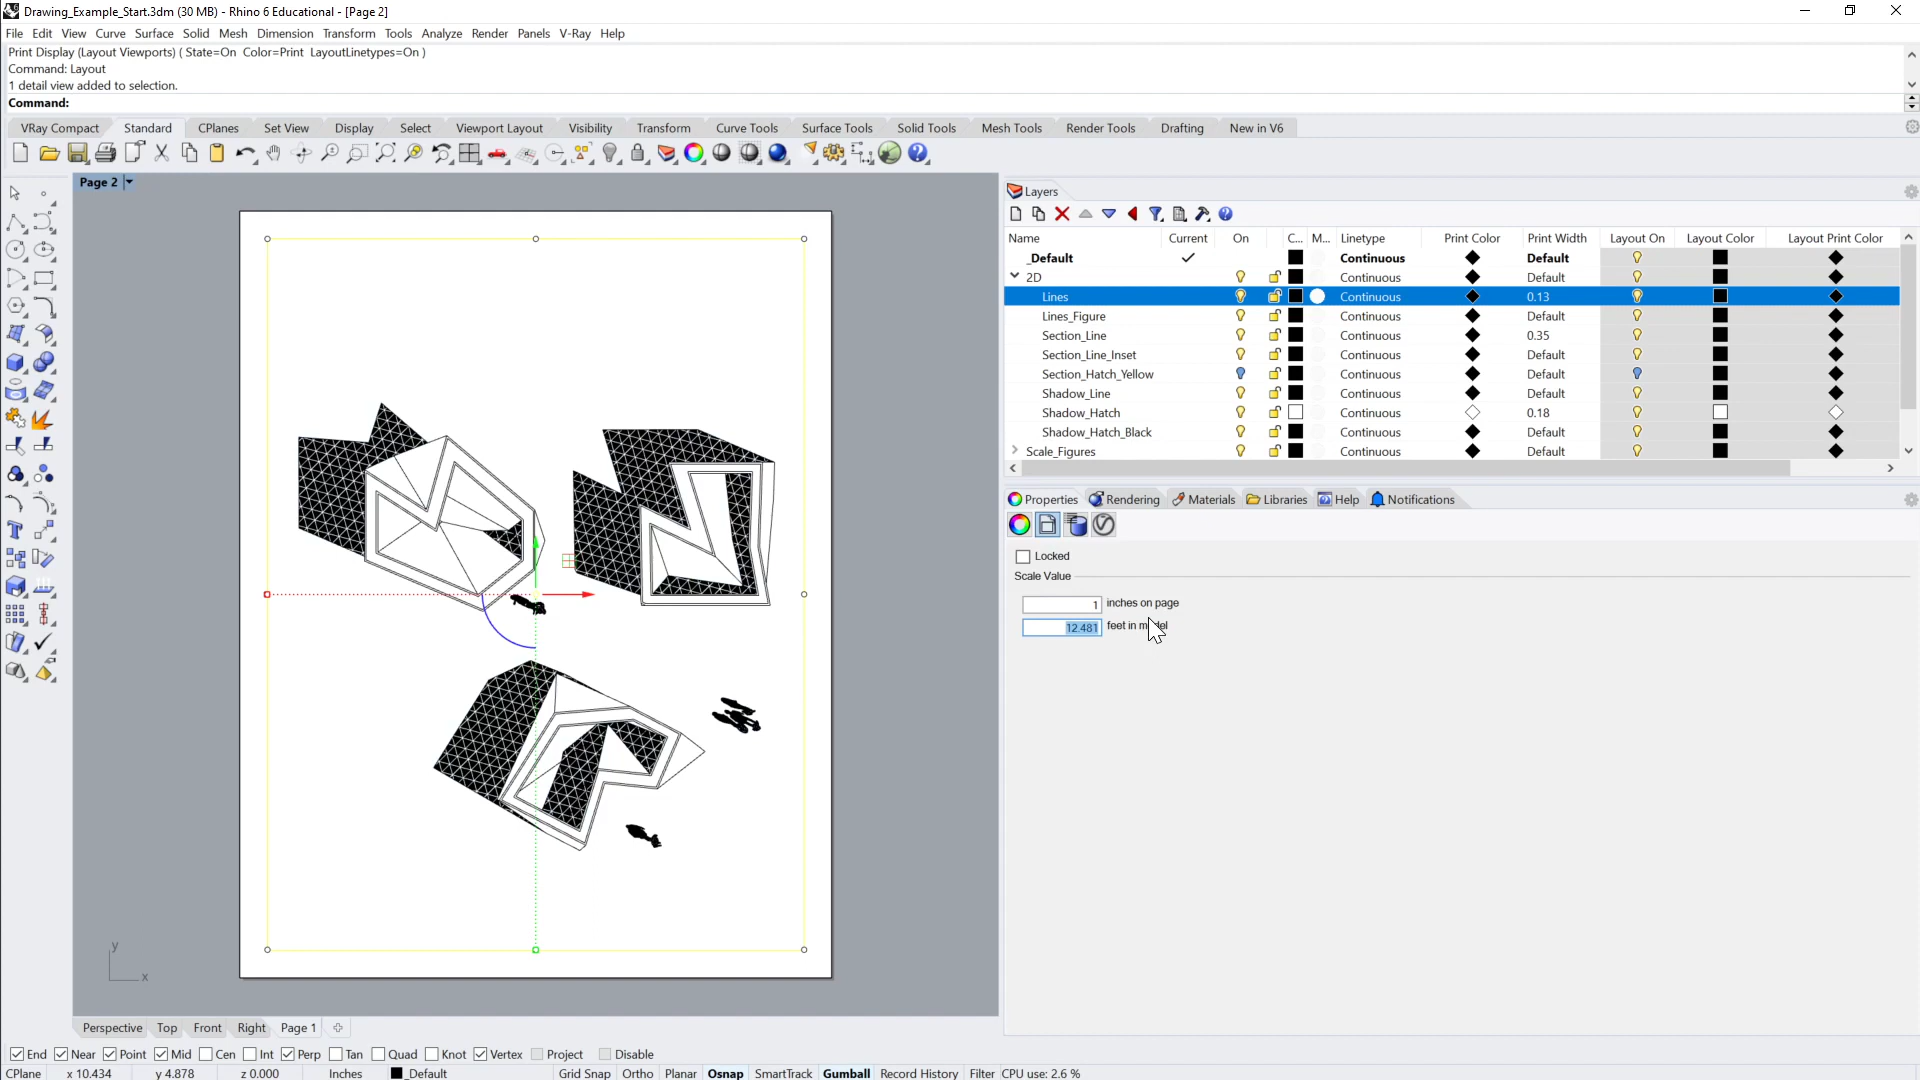 Drawing_Example_Start.3dm (30 MB) - Rhino 6 Educational - [Page 2]
File Edit View Curve Surface Solid Mesh Dimension Transform Tools Analyze Render Panels V-Ray Help
Print Display (Layout Viewports) ( State=On Color=Print LayoutLinetypes=On )
Command: Layout
1 detail view added to selection.
Command:
VRay Compact Standard CPlanes Set View Display Select Viewport Layout Visibility Transform Curve Tools Surface Tools Solid Tools Mesh Tools Render Tools Drafting New in V6
Page 2
Layers
Name Current On C... M... Linetype Print Color Print Width Layout On Layout Color Layout Print Color
_Default Continuous Default
2D Continuous Default
Lines Continuous 0.13
Lines_Figure Continuous Default
Section_Line Continuous 0.35
Section_Line_Inset Continuous Default
Section_Hatch_Yellow Continuous Default
Shadow_Line Continuous Default
Shadow_Hatch Continuous 0.18
Shadow_Hatch_Black Continuous Default
Scale_Figures Continuous Default
Properties Rendering Materials Libraries Help Notifications
Locked
Scale Value
1 inches on page
12.481 feet in model
y
x
Perspective Top Front Right Page 1
End Near Point Mid Cen Int Perp Tan Quad Knot Vertex Project Disable
CPlane x 10.434 y 4.878 z 0.000 Inches _Default Grid Snap Ortho Planar Osnap SmartTrack Gumball Record History Filter CPU use: 2.6 %